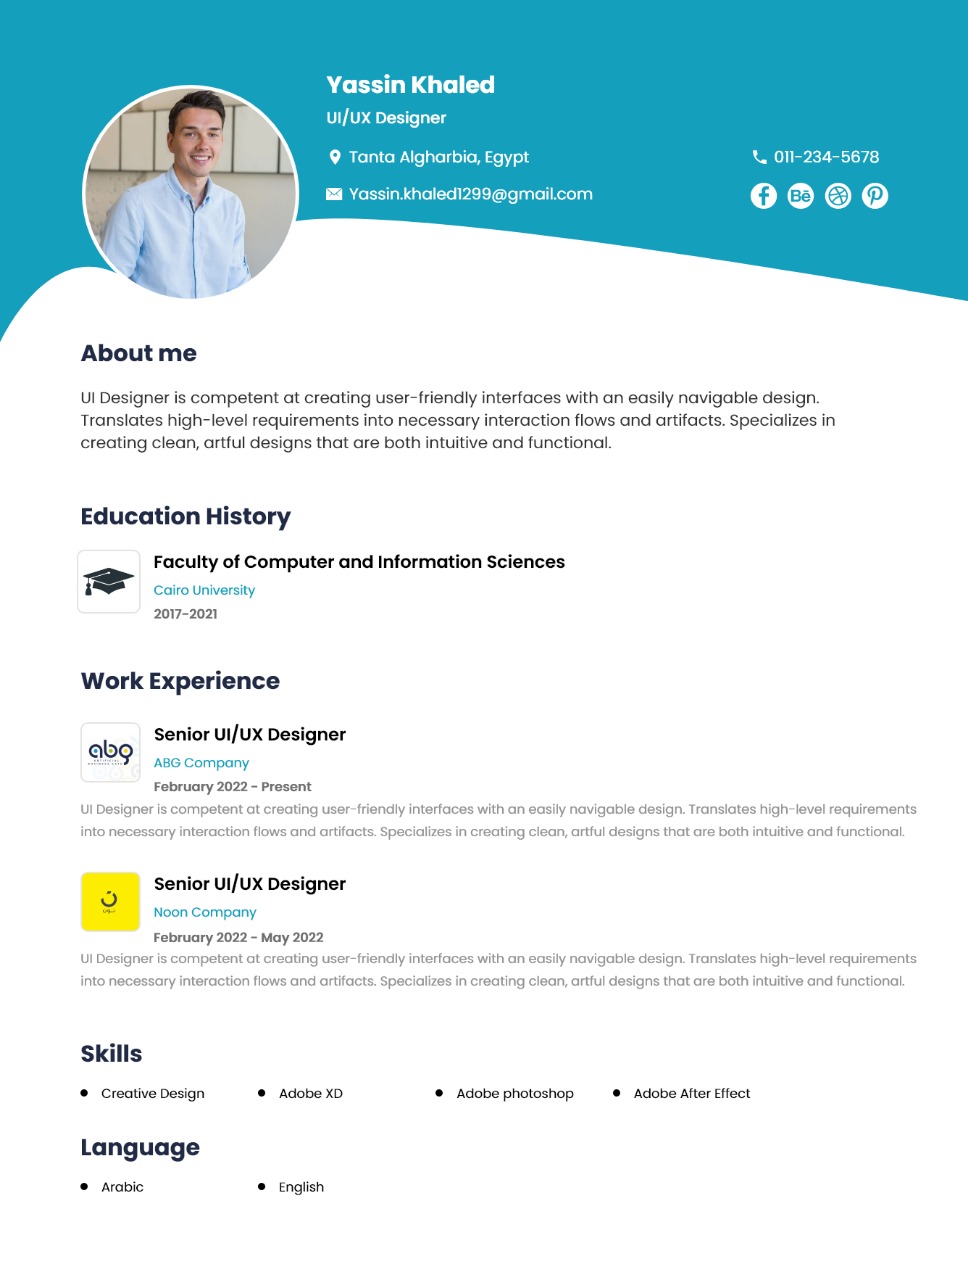 Yassin Khaled
UI/UX Designer
Tanta Algharbia, Egypt
011-234-5678
Yassin.khaled1299@gmail.com
Bē
About me
UI Designer is competent at creating user-friendly interfaces with an easily navigable design.
Translates high-level requirements into necessary interaction flows and artifacts. Specializes in
creating clean, artful designs that are both intuitive and functional.
Education History
Faculty of Computer and Information Sciences
Cairo University
2017-2021
Work Experience
abg
Senior UI/UX Designer
ABG Company
February 2022 - Present
UI Designer is competent at creating user-friendly interfaces with an easily navigable design. Translates high-level requirements
into necessary interaction flows and artifacts. Specializes in creating clean, artful designs that are both intuitive and functional.
ن
نون
Senior UI/UX Designer
Noon Company
February 2022 - May 2022
UI Designer is competent at creating user-friendly interfaces with an easily navigable design. Translates high-level requirements
into necessary interaction flows and artifacts. Specializes in creating clean, artful designs that are both intuitive and functional.
Skills
Creative Design
Adobe XD
Adobe photoshop
Adobe After Effect
Language
Arabic
English